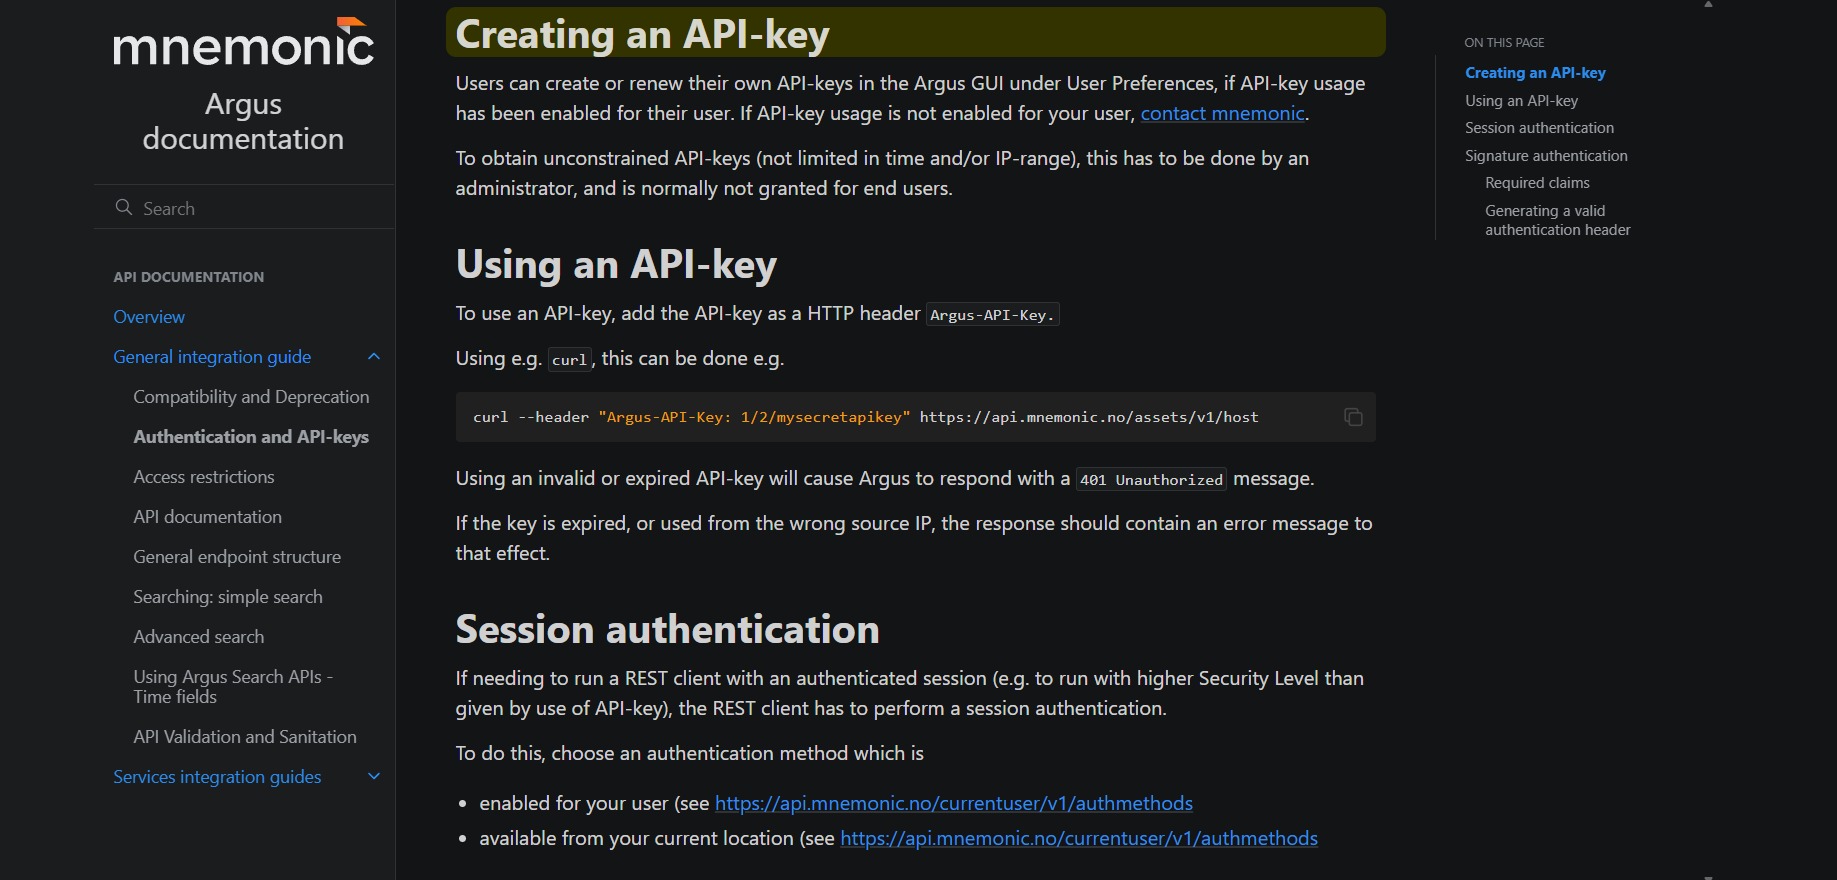 mnemonic
Argus
documentation
Search
API DOCUMENTATION
Overview
General integration guide
Compatibility and Deprecation
Authentication and API-keys
Access restrictions
API documentation
General endpoint structure
Searching: simple search
Advanced search
Using Argus Search APIs -
Time fields
API Validation and Sanitation
Services integration guides
Creating an API-key
Users can create or renew their own API-keys in the Argus GUI under User Preferences, if API-key usage
has been enabled for their user. If API-key usage is not enabled for your user, contact mnemonic.
To obtain unconstrained API-keys (not limited in time and/or IP-range), this has to be done by an
administrator, and is normally not granted for end users.
Using an API-key
To use an API-key, add the API-key as a HTTP header Argus-API-Key.
Using e.g. curl, this can be done e.g.
curl --header "Argus-API-Key: 1/2/mysecretapikey" https://api.mnemonic.no/assets/v1/host
Using an invalid or expired API-key will cause Argus to respond with a 401 Unauthorized message.
If the key is expired, or used from the wrong source IP, the response should contain an error message to
that effect.
Session authentication
If needing to run a REST client with an authenticated session (e.g. to run with higher Security Level than
given by use of API-key), the REST client has to perform a session authentication.
To do this, choose an authentication method which is
• enabled for your user (see https://api.mnemonic.no/currentuser/v1/authmethods
• available from your current location (see https://api.mnemonic.no/currentuser/v1/authmethods
ON THIS PAGE
Creating an API-key
Using an API-key
Session authentication
Signature authentication
Required claims
Generating a valid
authentication header